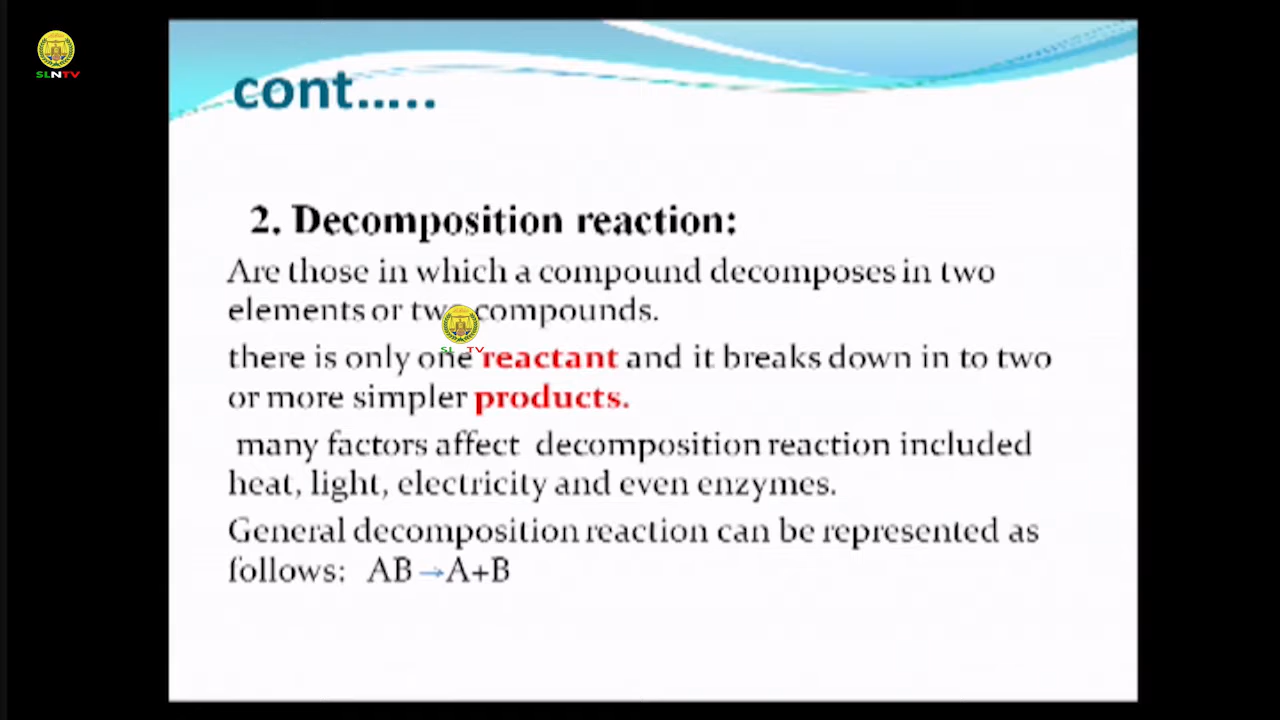 SLNTV
cont.....
2. Decomposition reaction:
Are those in which a compound decomposes in two
elements or two compounds.
SL TV
there is only one reactant and it breaks down in to two
or more simpler products.
many factors affect decomposition reaction included
heat, light, electricity and even enzymes.
General decomposition reaction can be represented as
follows: AB →A+B